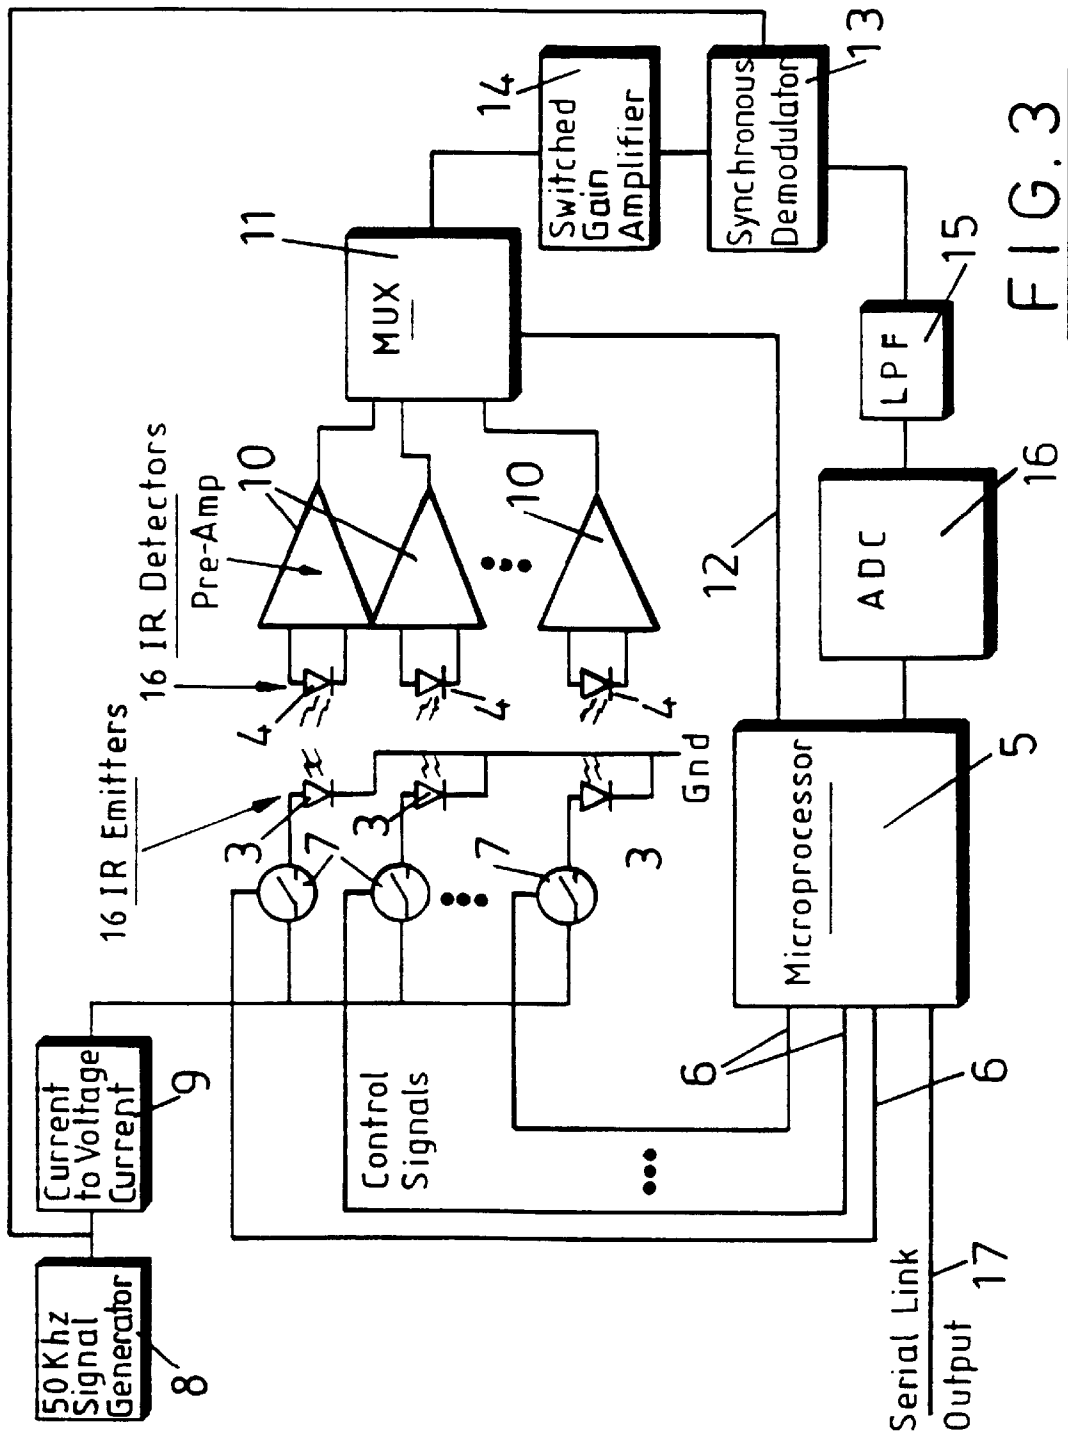 50Khz
Signal
Generator
8
Current
to Voltage
Current
9
16 IR Emitters
16 IR Detectors
Pre-Amp
3
3
3
4
4
4
7
7
10
10
11
MUX
14
Switched
Gain
Amplifier
Synchronous
Demodulator
13
Control
Signals
Gnd
12
6
6
Microprocessor
5
ADC
16
LPF
15
Serial Link
Output
17
FIG. 3